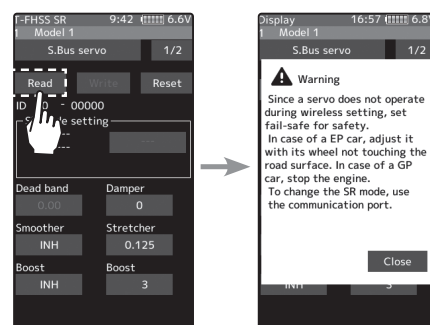 T-FHSS SR 9:42 6.6V
1 Model 1
S.Bus servo 1/2
Read Write Reset
ID - 00000
setting
---
Dead band Damper
0.00 0
Smoother Stretcher
INH 0.125
Boost Boost
INH 3
Display 16:57 6.8V
1 Model 1
S.Bus servo 1/2
Warning
Since a servo does not operate
during wireless setting, set
fail-safe for safety.
In case of a EP car, adjust it
with its wheel not touching the
road surface. In case of a GP
car, stop the engine.
To change the SR mode, use
the communication port.
Close
INH 3